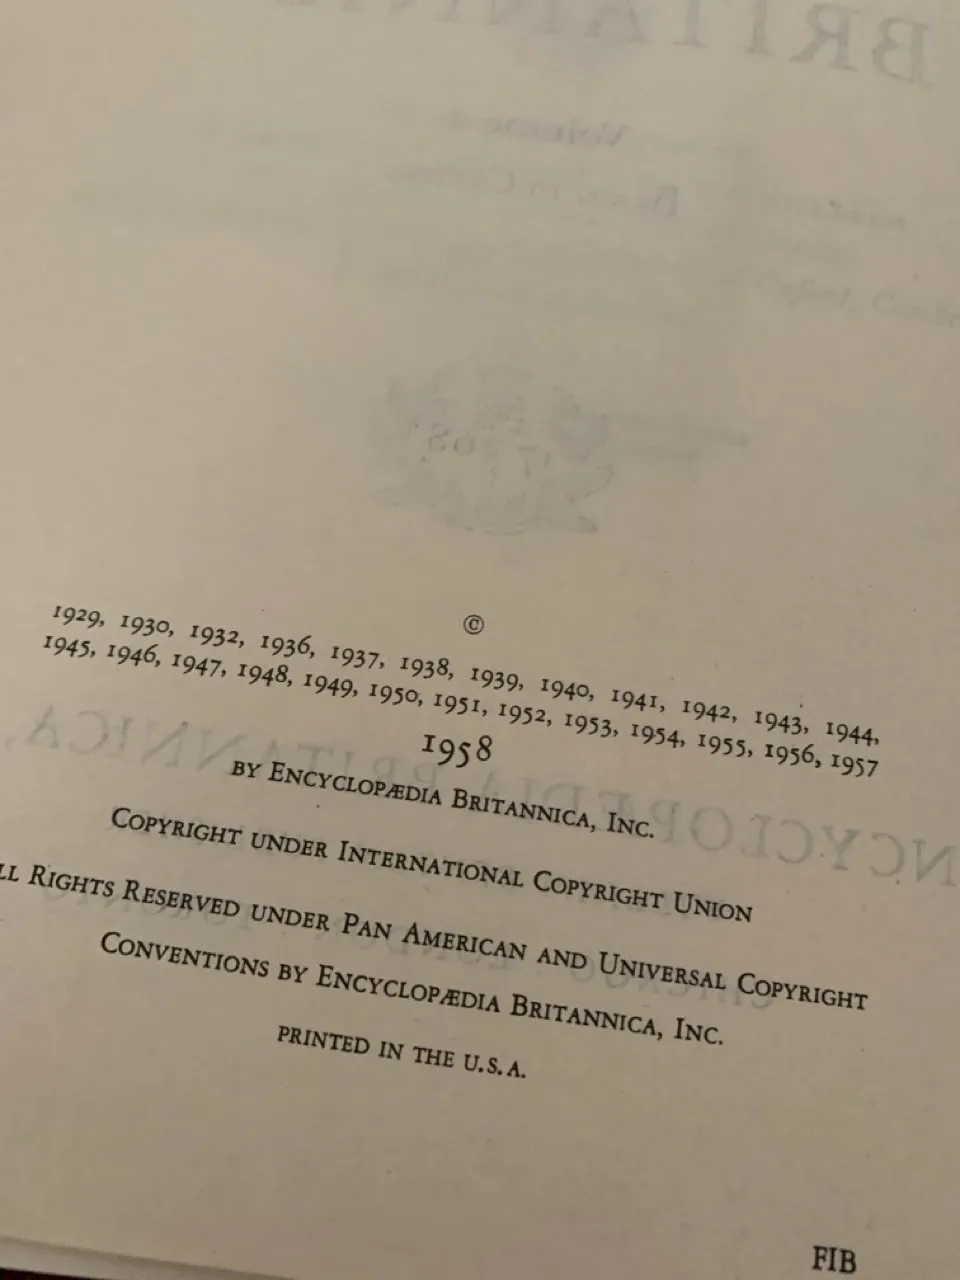 ©
1929, 1930, 1932, 1936, 1937, 1938, 1939, 1940, 1941, 1942, 1943, 1944,
1945, 1946, 1947, 1948, 1949, 1950, 1951, 1952, 1953, 1954, 1955, 1956, 1957
1958
BY ENCYCLOPÆDIA BRITANNICA, INC.
COPYRIGHT UNDER INTERNATIONAL COPYRIGHT UNION
LL RIGHTS RESERVED UNDER PAN AMERICAN AND UNIVERSAL COPYRIGHT
CONVENTIONS BY ENCYCLOPÆDIA BRITANNICA, INC.
PRINTED IN THE U.S.A.
FIB